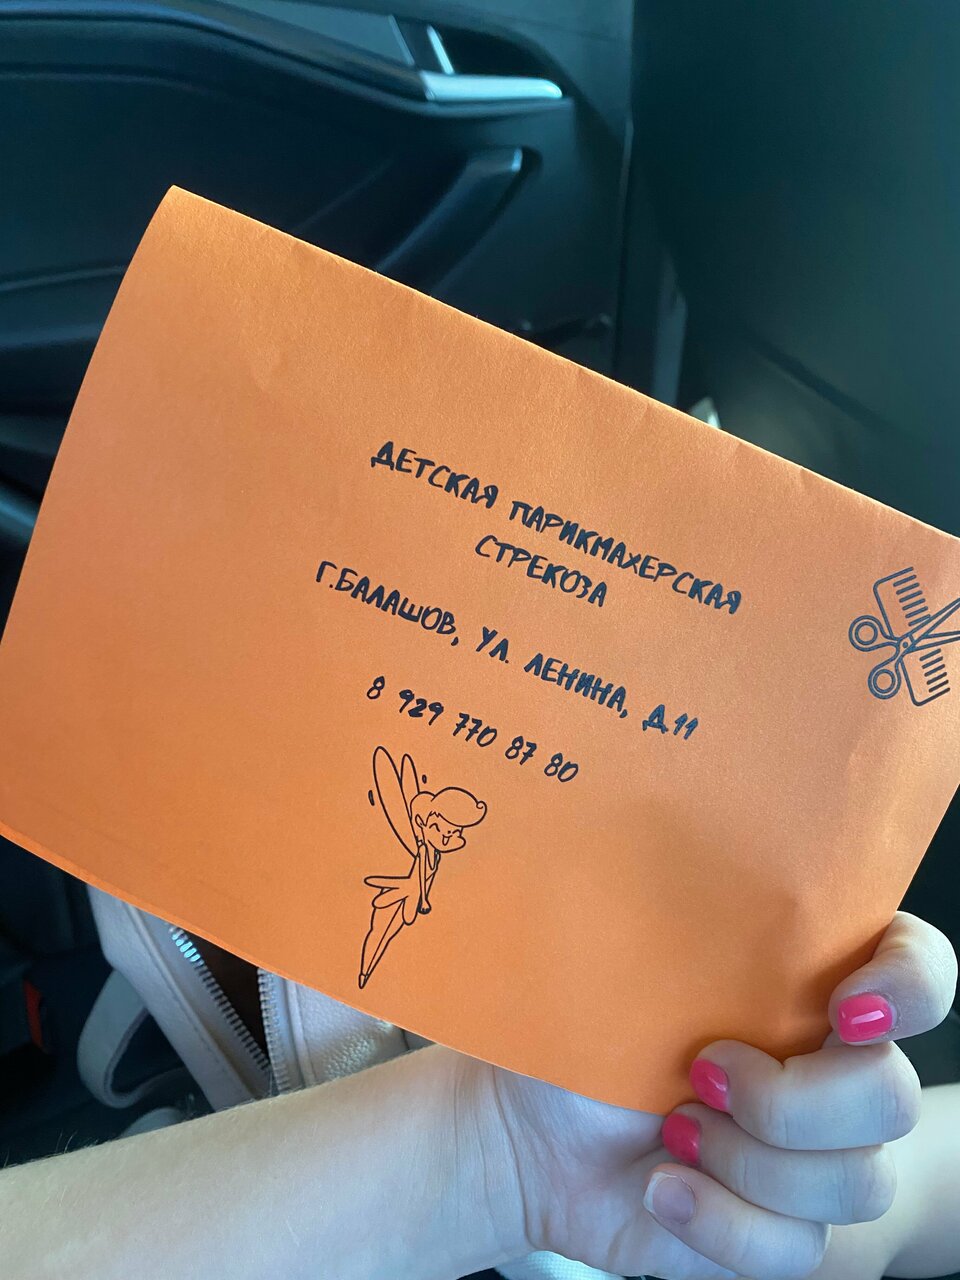 ДЕТСКАЯ ПАРИКМАХЕРСКАЯ
СТРЕКОЗА
Г.БАЛАШОВ, УЛ. ЛЕНИНА, Д.11
8 929 770 87 80